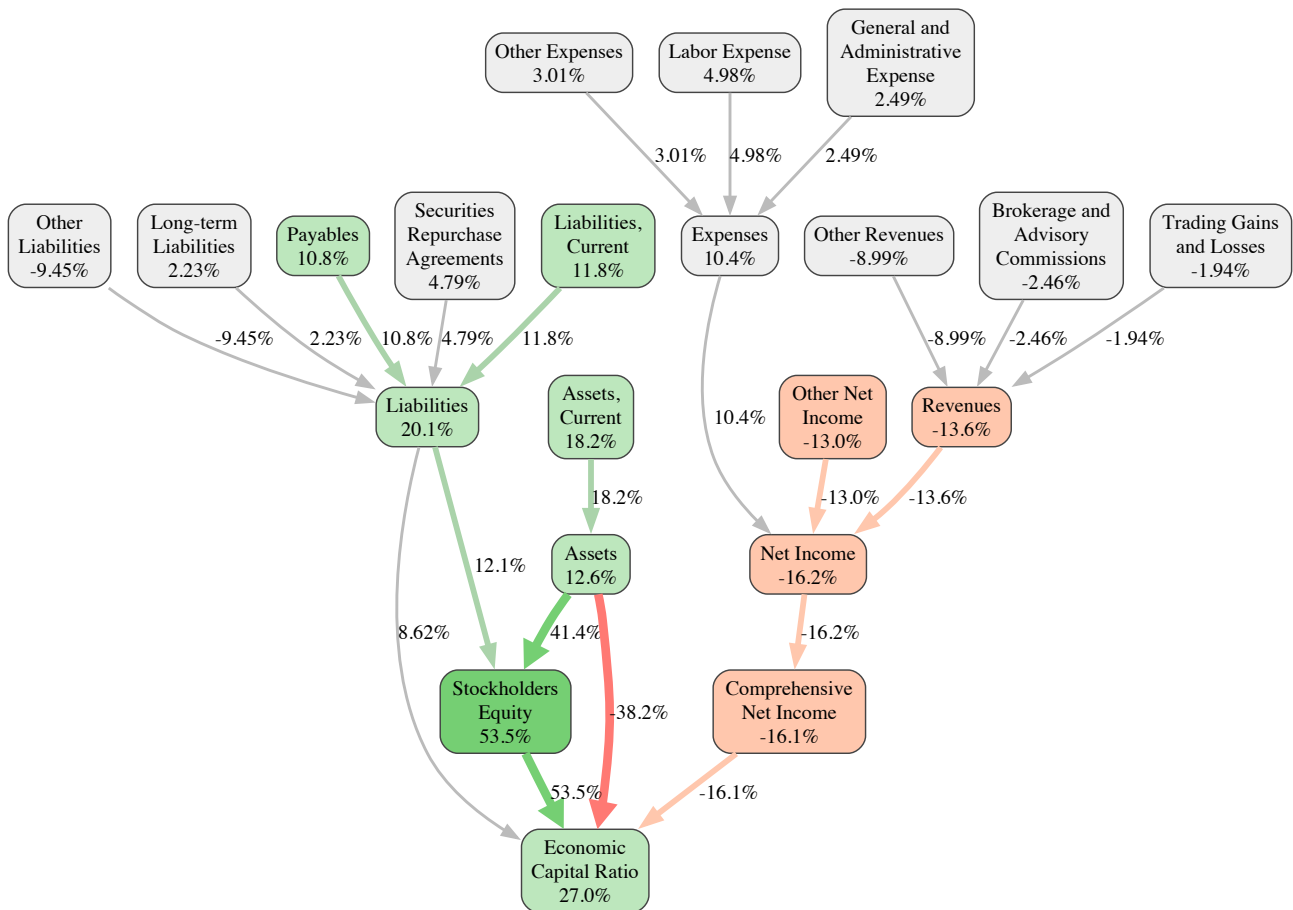 General and
Administrative
Expense
2.49%
Other Expenses
3.01%
Labor Expense
4.98%
3.01%
4.98%
2.49%
Other
Liabilities
-9.45%
Long-term
Liabilities
2.23%
Payables
10.8%
Securities
Repurchase
Agreements
4.79%
Liabilities,
Current
11.8%
Expenses
10.4%
Other Revenues
-8.99%
Brokerage and
Advisory
Commissions
-2.46%
Trading Gains
and Losses
-1.94%
-9.45%
2.23%
10.8%
4.79%
11.8%
-8.99%
-2.46%
-1.94%
Liabilities
20.1%
Assets,
Current
18.2%
10.4%
Other Net
Income
-13.0%
Revenues
-13.6%
18.2%
-13.0%
-13.6%
12.1%
Assets
12.6%
Net Income
-16.2%
8.62%
41.4%
-16.2%
Stockholders
Equity
53.5%
-38.2%
Comprehensive
Net Income
-16.1%
53.5%
-16.1%
Economic
Capital Ratio
27.0%